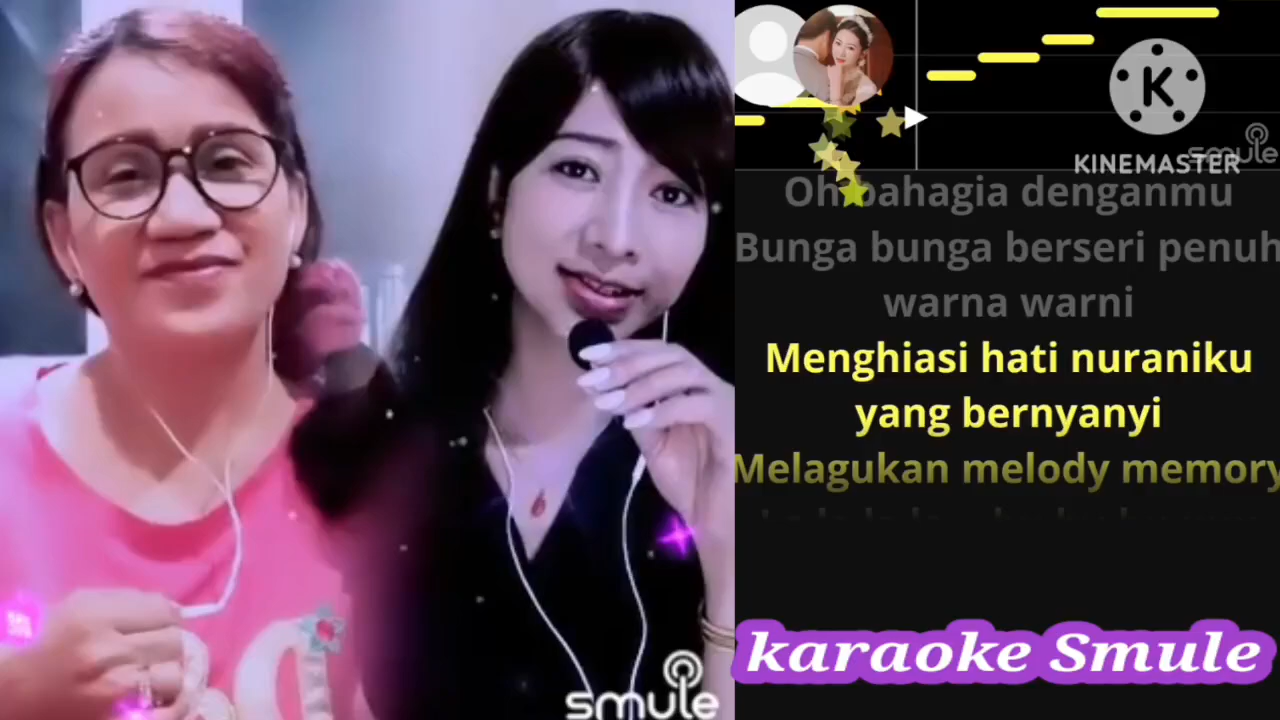 KINEMASTER
smule
Oh bahagia denganmu
Bunga bunga berseri penuh
warna warni
Menghiasi hati nuraniku
yang bernyanyi
Melagukan melody memory
karaoke Smule
smule